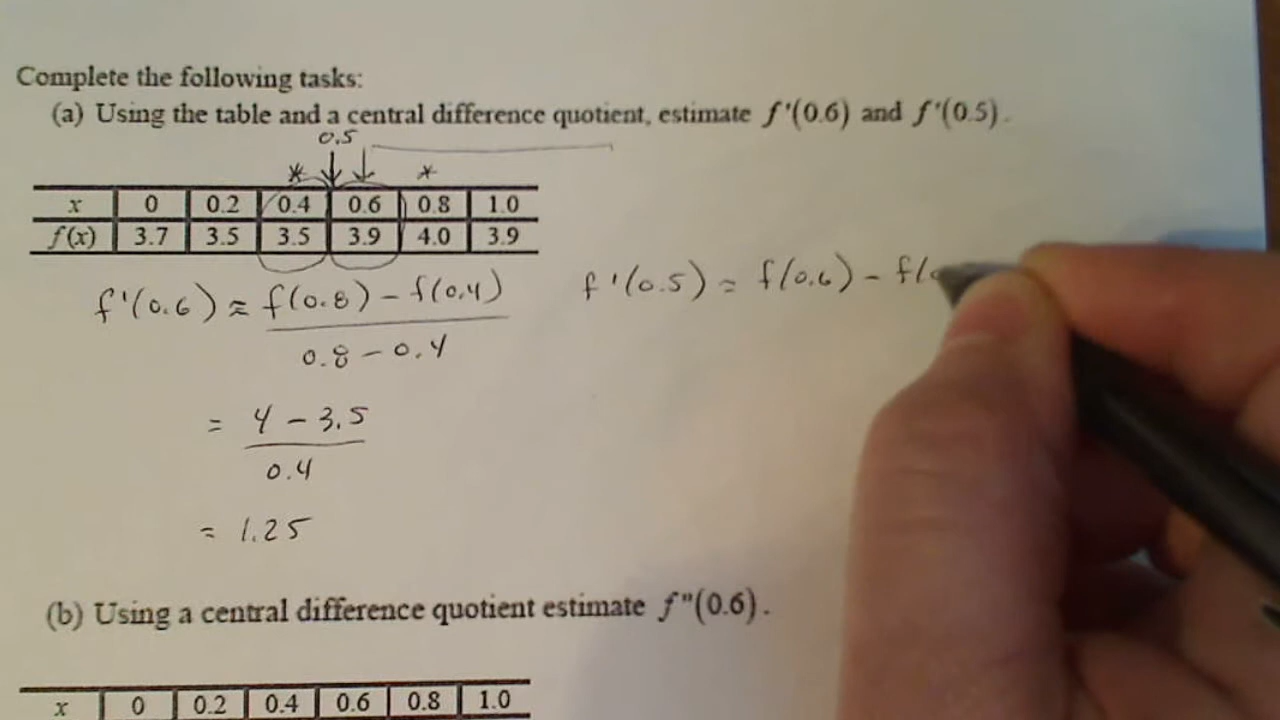 Complete the following tasks:
(a) Using the table and a central difference quotient, estimate f'(0.6) and f'(0.5).
0.5
* *
x 0 0.2 0.4 0.6 0.8 1.0
f(x) 3.7 3.5 3.5 3.9 4.0 3.9
f'(0.6) ≈ f(0.8) - f(0.4)
0.8 - 0.4
= 4 - 3.5
0.4
= 1.25
f'(0.5) ≈ f(0.6) - f(
(b) Using a central difference quotient estimate f"(0.6).
x 0 0.2 0.4 0.6 0.8 1.0